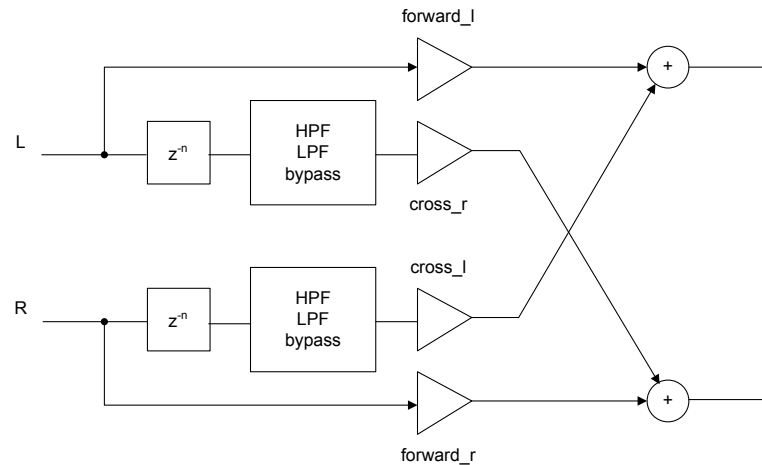 forward_l
+
L
z-n
HPF
LPF
bypass
cross_r
cross_l
R
z-n
HPF
LPF
bypass
+
forward_r